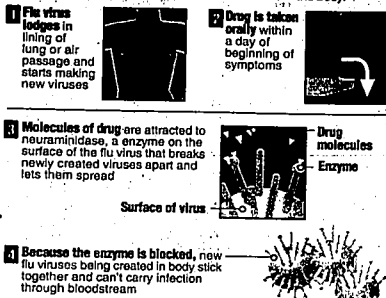 1 Flu virus
lodges in
lining of
lung or air
passage and
starts making
new viruses
2 Drug is taken
orally within
a day of
beginning of
symptoms
3 Molecules of drug are attracted to
neuraminidase, a enzyme on the
surface of the flu virus that breaks
newly created viruses apart and
lets them spread
Drug
molecules
Enzyme
Surface of virus
4 Because the enzyme is blocked, new
flu viruses being created in body stick
together and can't carry infection
through bloodstream